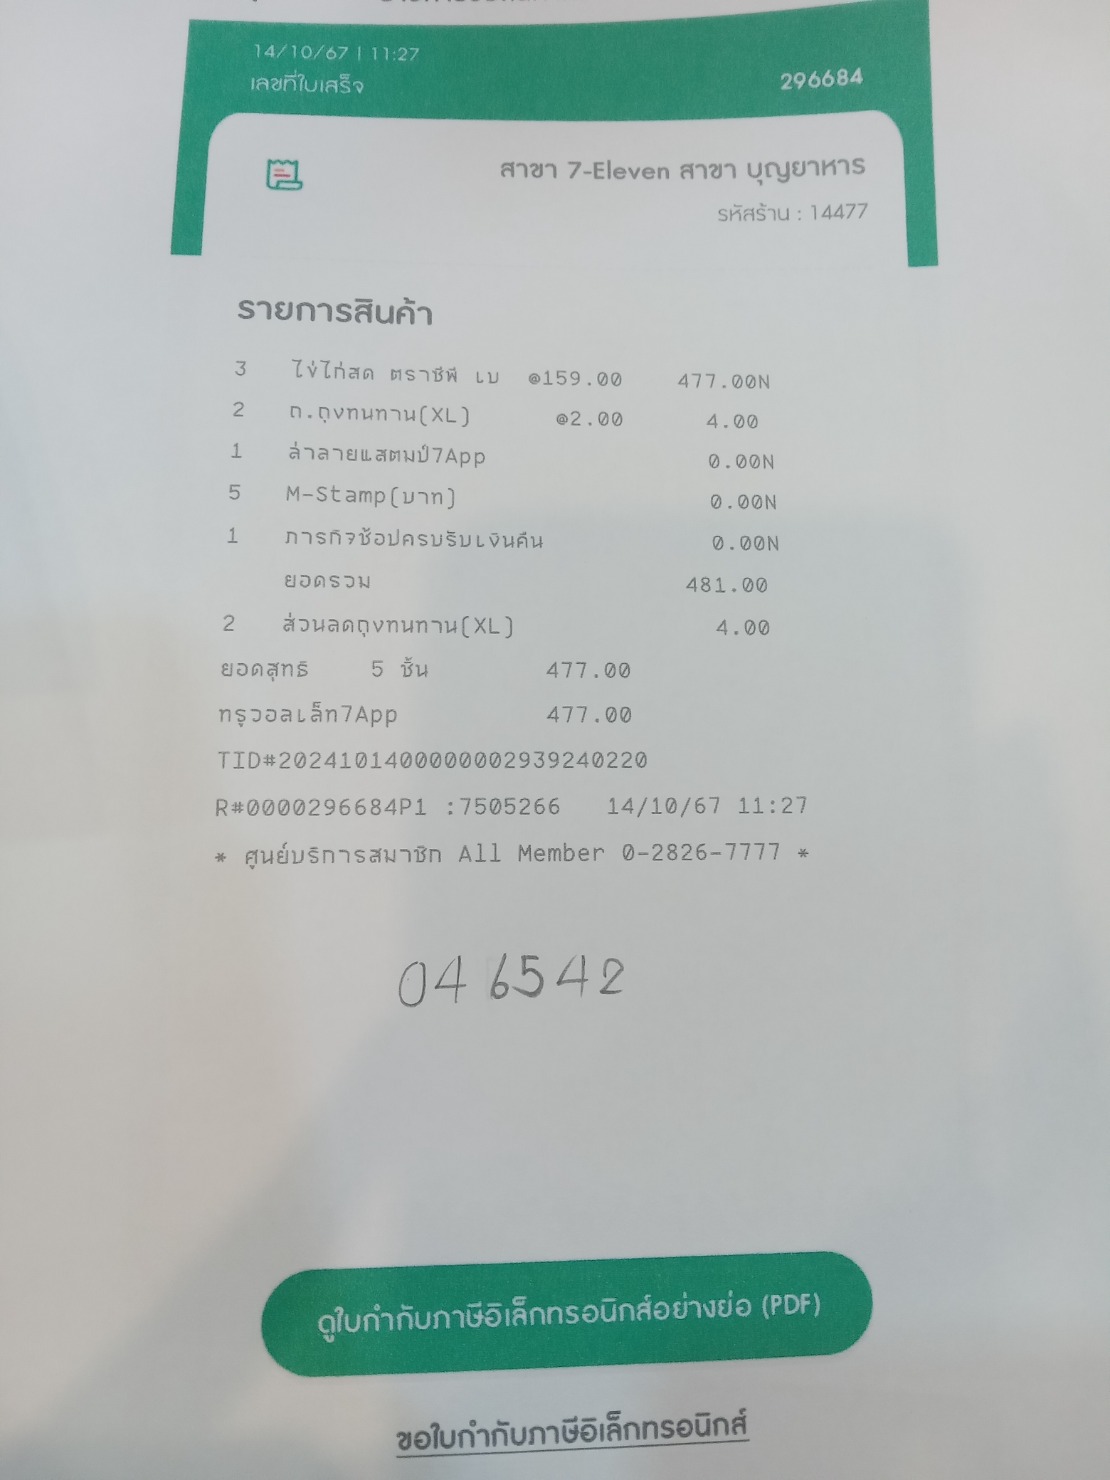 14/10/67 | 11:27
เลขที่ใบเสร็จ 296684
สาขา 7-Eleven สาขา บุญยาหาร
รหัสร้าน : 14477
รายการสินค้า
3 ไข่ไก่สด ตราซีพี เบ @159.00 477.00N
2 ถ.ถุงทนทาน(XL) @2.00 4.00
1 ล่าลายแสตมป์7App 0.00N
5 M-Stamp(บาท) 0.00N
1 ภารกิจช้อปครบรับเงินคืน 0.00N
ยอดรวม 481.00
2 ส่วนลดถุงทนทาน(XL) 4.00
ยอดสุทธิ 5 ชิ้น 477.00
ทรูวอลเล็ท7App 477.00
TID#2024101400000002939240220
R#0000296684P1 :7505266 14/10/67 11:27
* ศูนย์บริการสมาชิก All Member 0-2826-7777 *
046542
ดูใบกำกับภาษีอิเล็กทรอนิกส์อย่างย่อ (PDF)
ขอใบกำกับภาษีอิเล็กทรอนิกส์